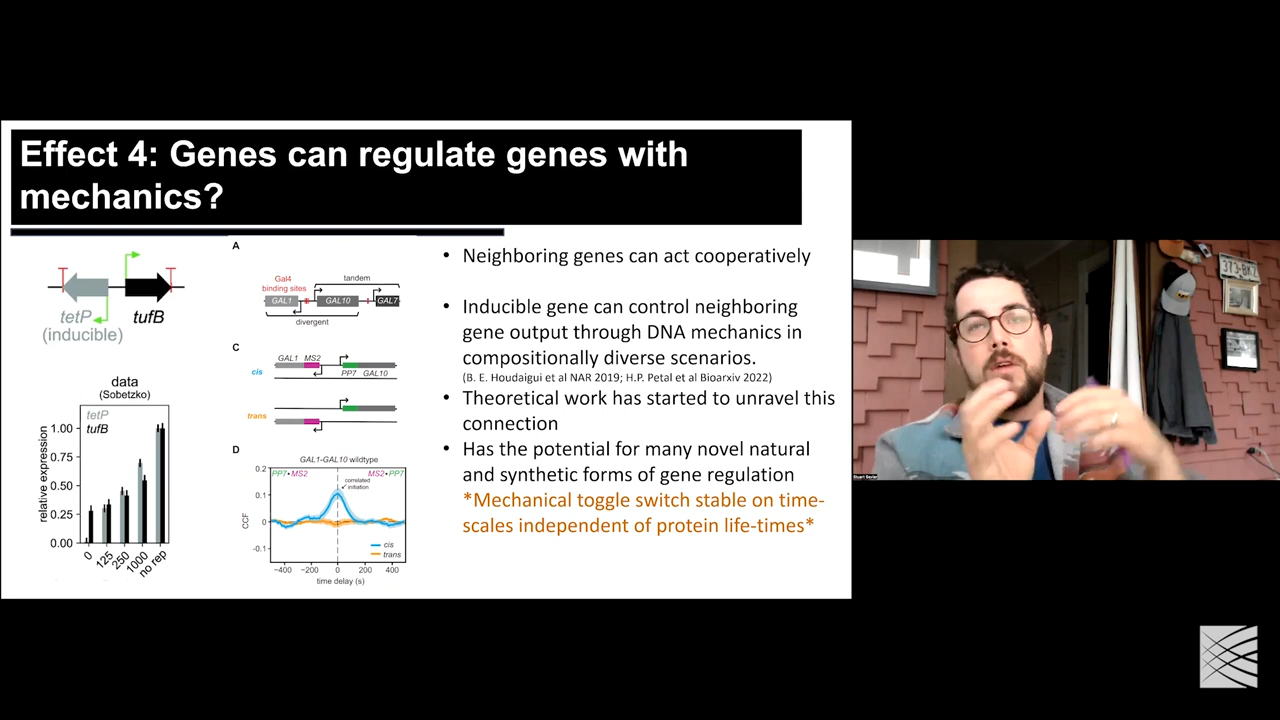 Effect 4: Genes can regulate genes with
mechanics?
tetP
(inducible)
tufB
data
(Sobetzko)
tetP
tufB
relative expression
1.00
0.75
0.50
0.25
0.00
0
125
250
1000
no rep
A
Gal4
binding sites
tandem
GAL1
GAL10
GAL7
divergent
C
GAL1
MS2
cis
PP7
GAL10
trans
D
GAL1-GAL10 wildtype
PP7•MS2
MS2•PP7
correlated
initiation
CCF
0.2
0.1
0
-0.1
cis
trans
−400
−200
0
200
400
time delay (s)
• Neighboring genes can act cooperatively
• Inducible gene can control neighboring
gene output through DNA mechanics in
compositionally diverse scenarios.
(B. E. Houdaigui et al NAR 2019; H.P. Petal et al Bioarxiv 2022)
• Theoretical work has started to unravel this
connection
• Has the potential for many novel natural
and synthetic forms of gene regulation
*Mechanical toggle switch stable on time-
scales independent of protein life-times*